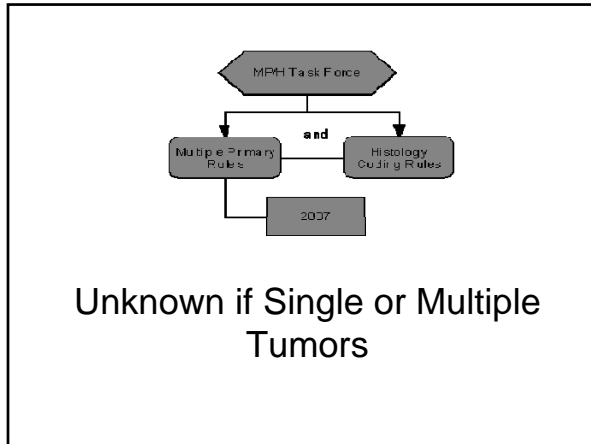 MP/H Task Force
and
Multiple Primary
Rules
Histology
Coding Rules
2007
Unknown if Single or Multiple
Tumors